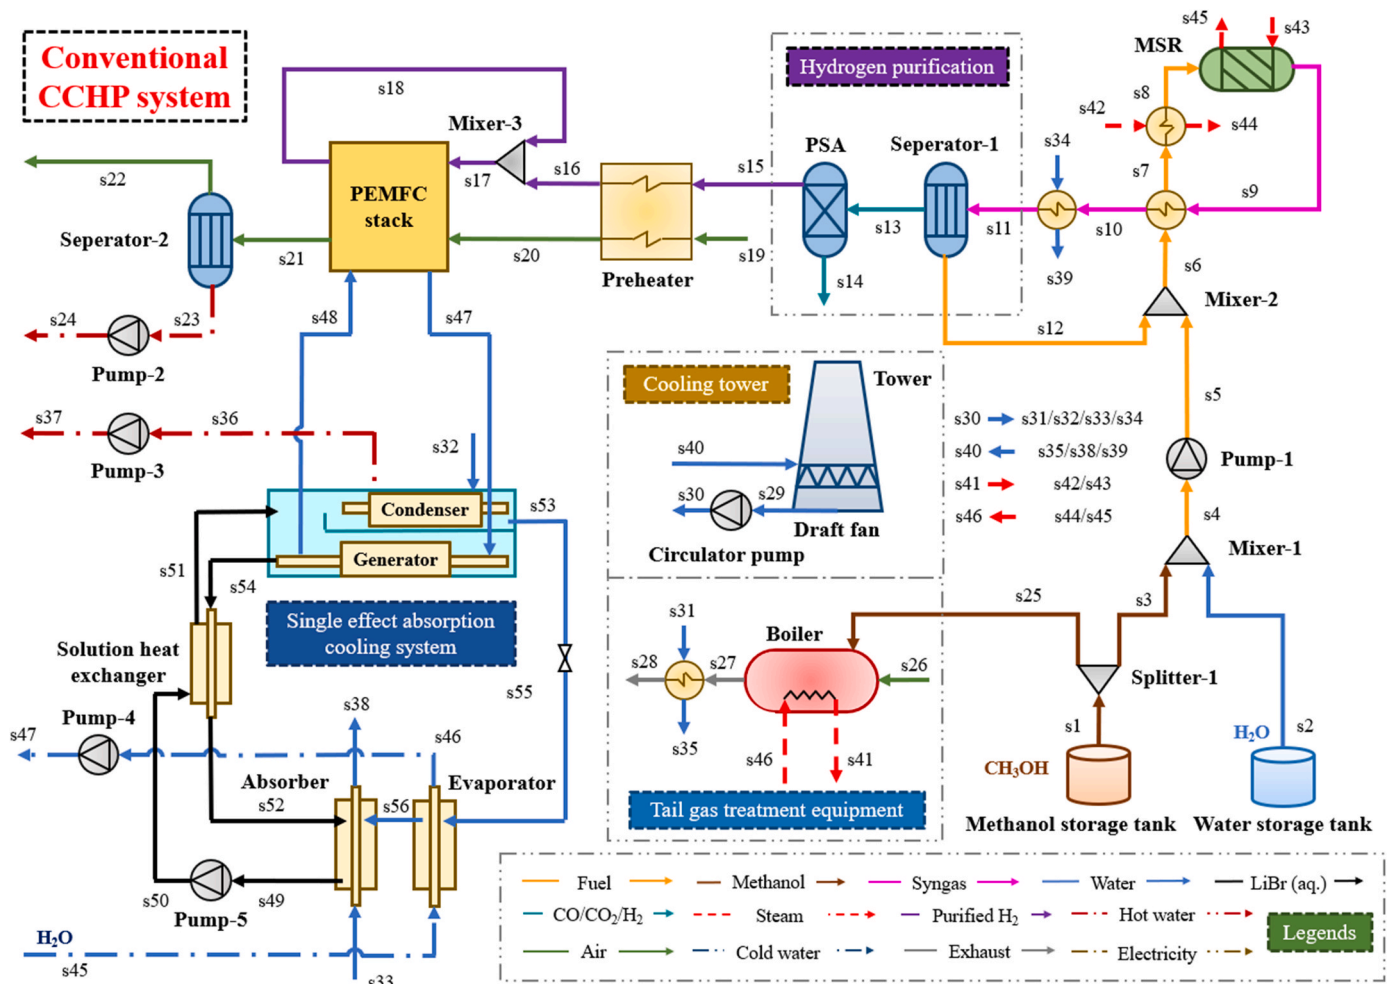 Conventional
CCHP system
s18
Mixer-3
s22
PEMFC
stack
s17
s16
s15
Seperator-2
s21
s20
s19
Preheater
s24
s23
Pump-2
s48
s47
Hydrogen purification
PSA
Seperator-1
s13
s11
s14
s12
s45
s43
MSR
s8
s42
s44
s34
s7
s9
s10
s39
s6
Mixer-2
s37
s36
Pump-3
s32
Cooling tower
Tower
s40
s30
s29
Draft fan
Circulator pump
s30
s31/s32/s33/s34
s40
s35/s38/s39
s41
s42/s43
s46
s44/s45
s5
Pump-1
s4
Mixer-1
Condenser
s53
Generator
s51
s54
Single effect absorption
cooling system
Solution heat
exchanger
s55
Pump-4
s47
s38
s46
Absorber
Evaporator
s52
s56
s50
s49
Pump-5
H₂O
s45
s33
s31
Boiler
s28
s27
s26
s35
s46
s41
Tail gas treatment equipment
s25
s3
Splitter-1
s1
H₂O
s2
CH₃OH
Methanol storage tank
Water storage tank
Fuel
Methanol
Syngas
Water
LiBr (aq.)
CO/CO₂/H₂
Steam
Purified H₂
Hot water
Air
Cold water
Exhaust
Electricity
Legends